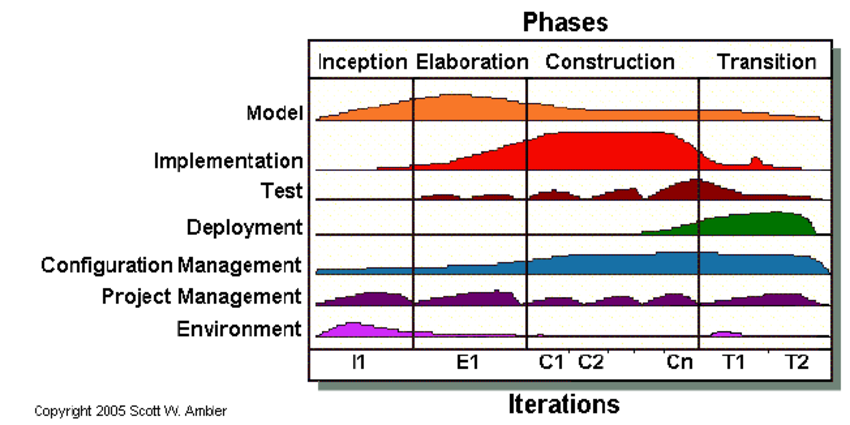 Phases
Inception Elaboration Construction Transition
Model
Implementation
Test
Deployment
Configuration Management
Project Management
Environment
I1 E1 C1 C2 Cn T1 T2
Copyright 2005 Scott W. Ambler
Iterations